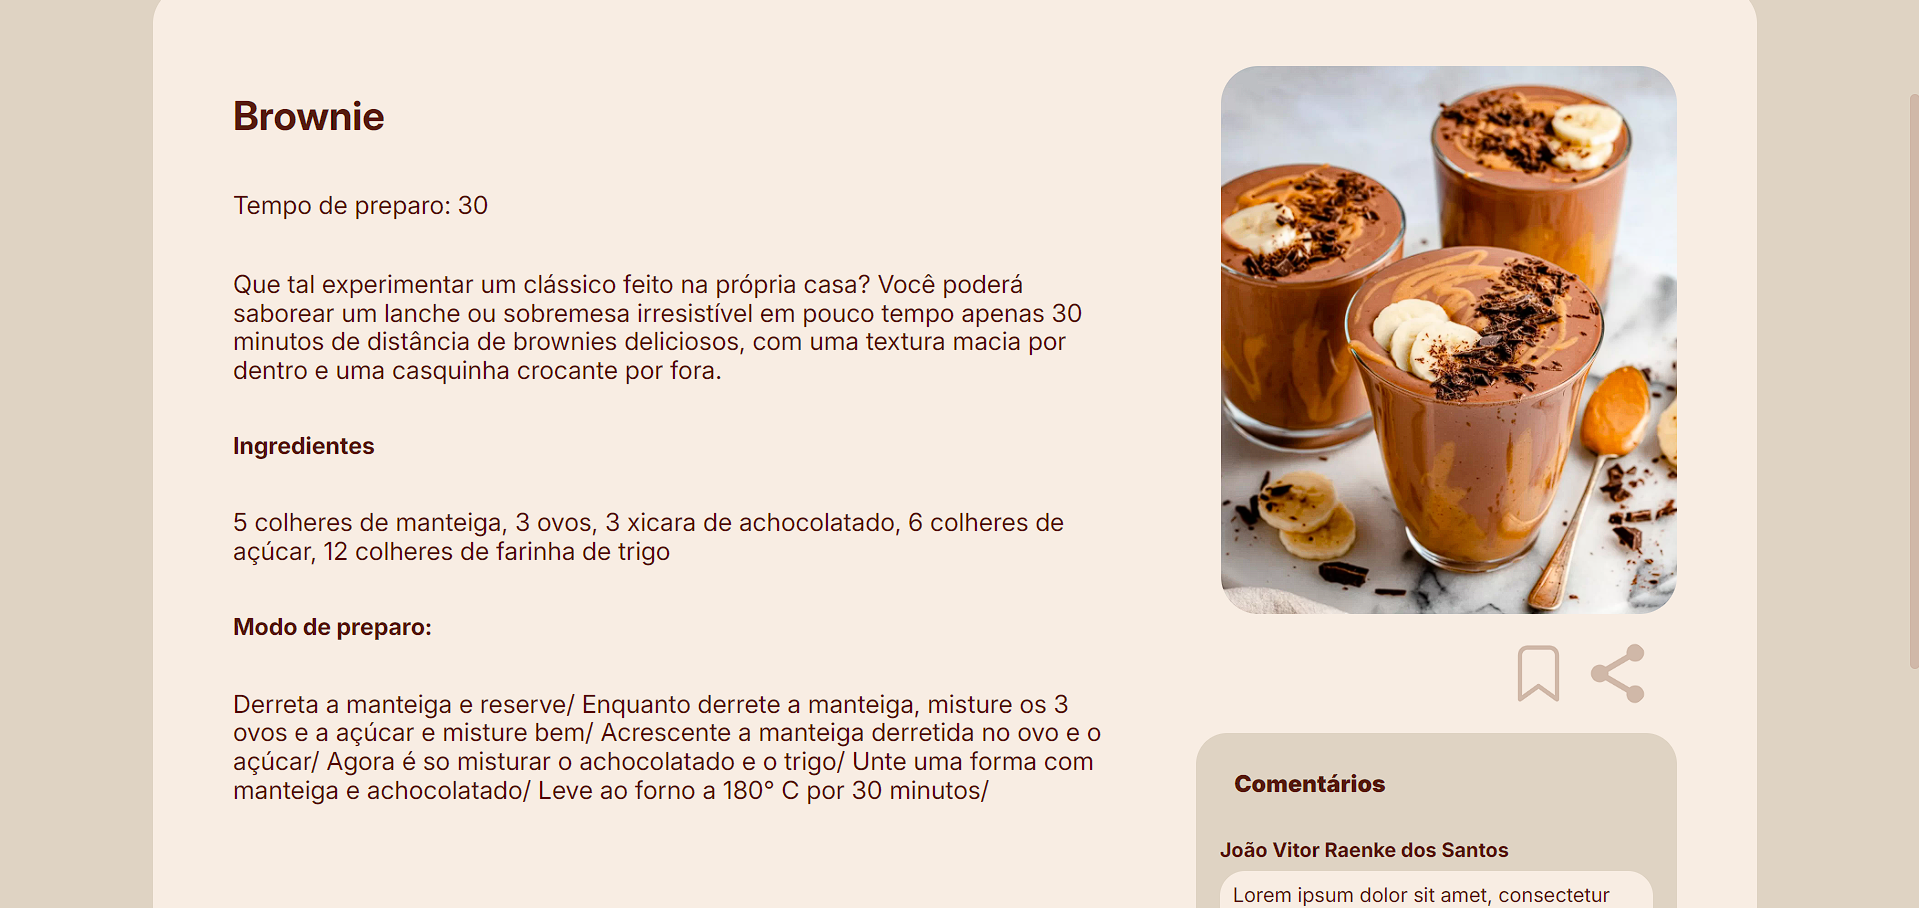 Brownie
Tempo de preparo: 30
Que tal experimentar um clássico feito na própria casa? Você poderá
saborear um lanche ou sobremesa irresistível em pouco tempo apenas 30
minutos de distância de brownies deliciosos, com uma textura macia por
dentro e uma casquinha crocante por fora.
Ingredientes
5 colheres de manteiga, 3 ovos, 3 xicara de achocolatado, 6 colheres de
açúcar, 12 colheres de farinha de trigo
Modo de preparo:
Derreta a manteiga e reserve/ Enquanto derrete a manteiga, misture os 3
ovos e a açúcar e misture bem/ Acrescente a manteiga derretida no ovo e o
açúcar/ Agora é so misturar o achocolatado e o trigo/ Unte uma forma com
manteiga e achocolatado/ Leve ao forno a 180° C por 30 minutos/
Comentários
João Vitor Raenke dos Santos
Lorem ipsum dolor sit amet, consectetur